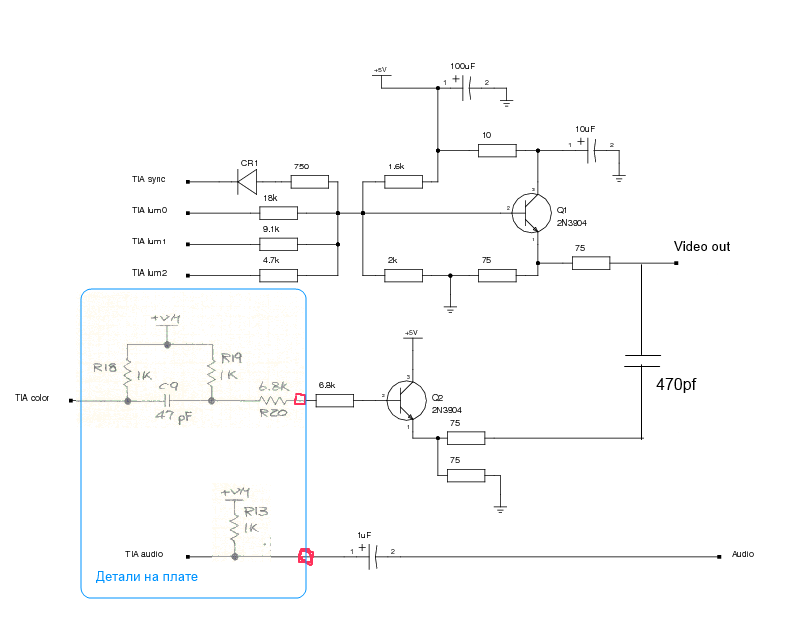 +5V
100uF
1
2
10
10uF
1
2
CR1
750
1.6k
TIA sync
18k
TIA lum0
3
2
Q1
2N3904
1
9.1k
TIA lum1
4.7k
2k
75
75
TIA lum2
Video out
+VM
R18
1K
C9
47 pF
R19
1K
6.8K
R20
+5V
TIA color
6.8k
3
2
Q2
2N3904
1
470pf
75
75
+VM
R13
1K
TIA audio
1uF
1
2
Audio
Детали на плате